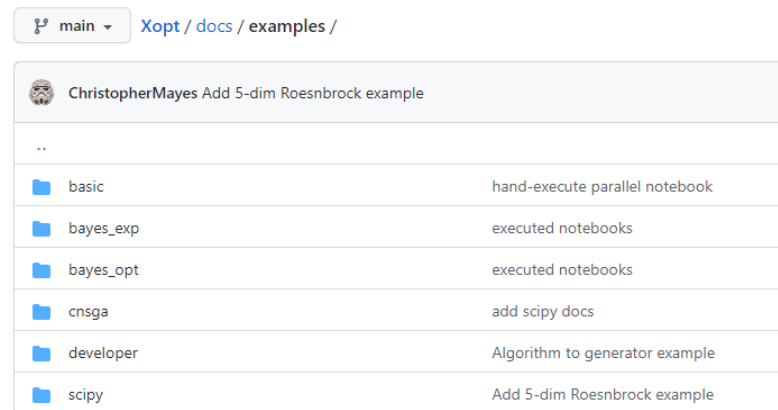 main
Xopt / docs / examples /
ChristopherMayes Add 5-dim Roesnbrock example
..
basic hand-execute parallel notebook
bayes_exp executed notebooks
bayes_opt executed notebooks
cnsga add scipy docs
developer Algorithm to generator example
scipy Add 5-dim Roesnbrock example